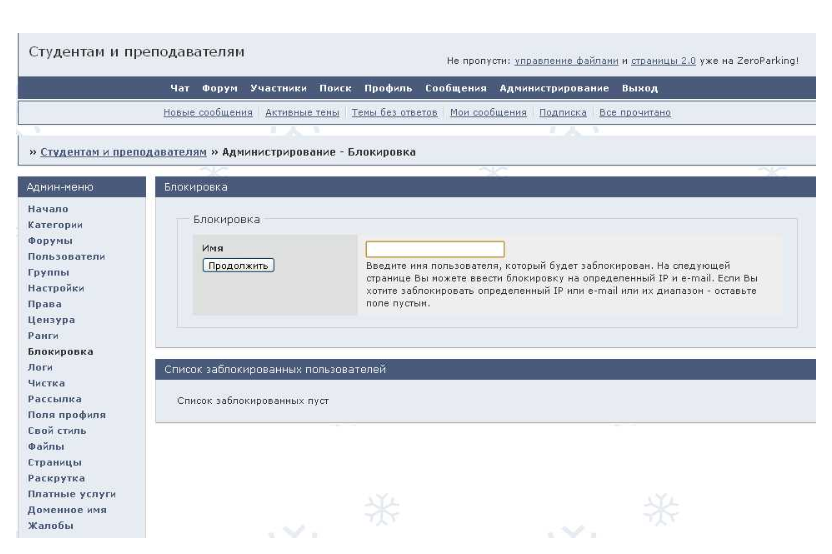 Студентам и преподавателям
Не пропусти: управление файлами и страницы 2.0 уже на ZeroParking!
Чат Форум Участники Поиск Профиль Сообщения Администрирование Выход
Новые сообщения Активные темы Темы без ответов Мои сообщения Подписка Все прочитано
» Студентам и преподавателям » Администрирование - Блокировка
Админ-меню
Начало
Категории
Форумы
Пользователи
Группы
Настройки
Права
Цензура
Ранги
Блокировка
Логи
Чистка
Рассылка
Поля профиля
Свой стиль
Файлы
Страницы
Раскрутка
Платные услуги
Доменное имя
Жалобы
Блокировка
Блокировка
Имя
Продолжить
Введите имя пользователя, который будет заблокирован. На следующей
странице Вы можете ввести блокировку на определенный IP и e-mail. Если Вы
хотите заблокировать определенный IP или e-mail или их диапазон - оставьте
поле пустым.
Список заблокированных пользователей
Список заблокированных пуст